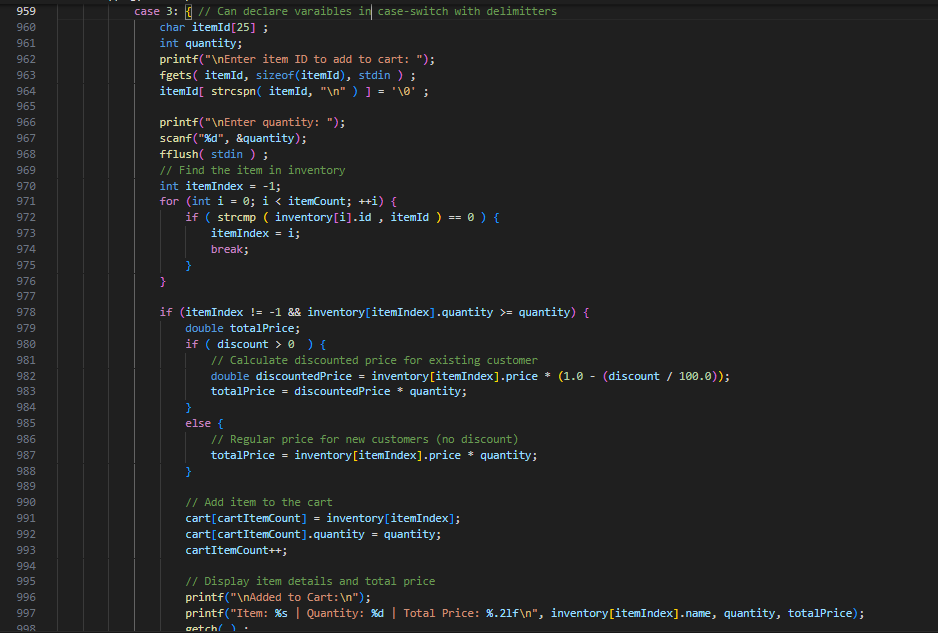 959 case 3: { // Can declare varaibles in case-switch with delimitters
960 char itemId[25] ;
961 int quantity;
962 printf("\nEnter item ID to add to cart: ");
963 fgets( itemId, sizeof(itemId), stdin ) ;
964 itemId[ strcspn( itemId, "\n" ) ] = '\0' ;
965
966 printf("\nEnter quantity: ");
967 scanf("%d", &quantity);
968 fflush( stdin ) ;
969 // Find the item in inventory
970 int itemIndex = -1;
971 for (int i = 0; i < itemCount; ++i) {
972 if ( strcmp ( inventory[i].id , itemId ) == 0 ) {
973 itemIndex = i;
974 break;
975 }
976 }
977
978 if (itemIndex != -1 && inventory[itemIndex].quantity >= quantity) {
979 double totalPrice;
980 if ( discount > 0  ) {
981 // Calculate discounted price for existing customer
982 double discountedPrice = inventory[itemIndex].price * (1.0 - (discount / 100.0));
983 totalPrice = discountedPrice * quantity;
984 }
985 else {
986 // Regular price for new customers (no discount)
987 totalPrice = inventory[itemIndex].price * quantity;
988 }
989
990 // Add item to the cart
991 cart[cartItemCount] = inventory[itemIndex];
992 cart[cartItemCount].quantity = quantity;
993 cartItemCount++;
994
995 // Display item details and total price
996 printf("\nAdded to Cart:\n");
997 printf("Item: %s | Quantity: %d | Total Price: %.2lf\n", inventory[itemIndex].name, quantity, totalPrice);
998 getch( ) ;